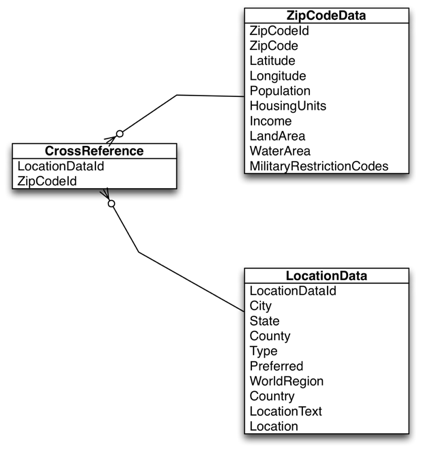 ZipCodeData
ZipCodeId
ZipCode
Latitude
Longitude
Population
HousingUnits
Income
LandArea
WaterArea
MilitaryRestrictionCodes
CrossReference
LocationDataId
ZipCodeId
LocationData
LocationDataId
City
State
County
Type
Preferred
WorldRegion
Country
LocationText
Location